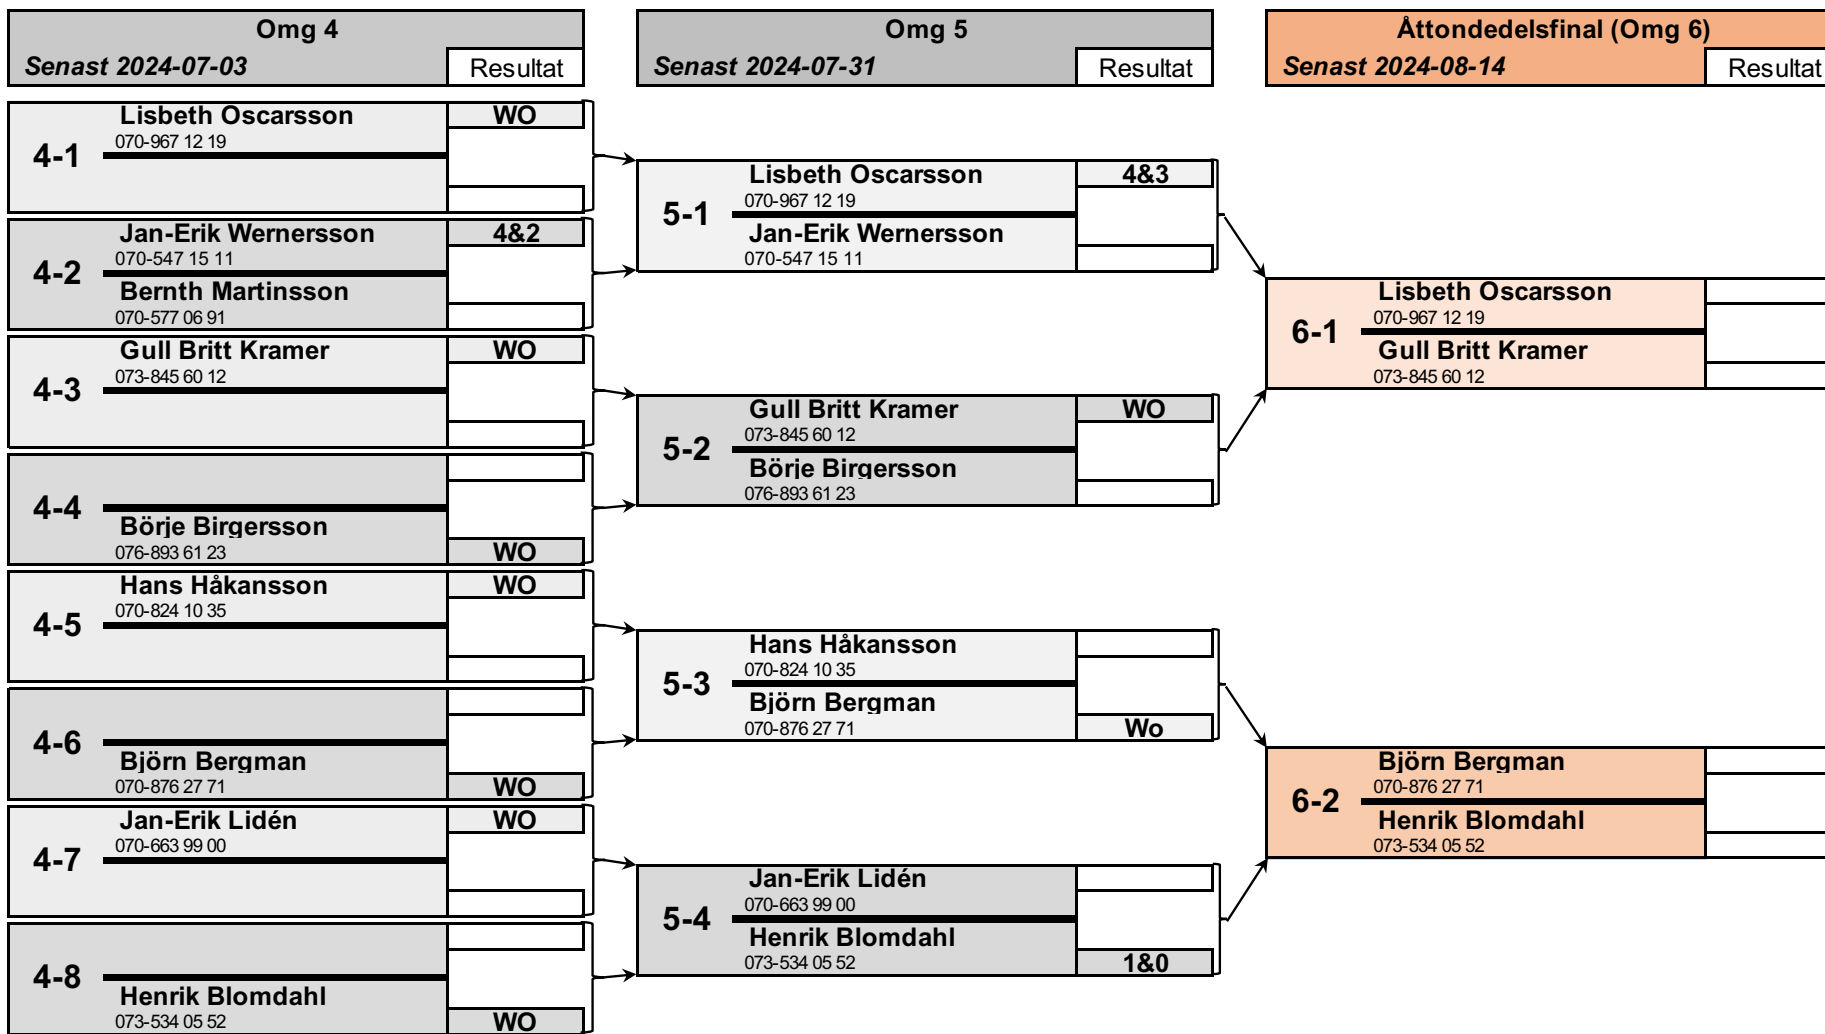 Omg 4
Senast 2024-07-03 Resultat
4-1
Lisbeth Oscarsson WO
070-967 12 19
4-2
Jan-Erik Wernersson 4&2
070-547 15 11
Bernth Martinsson
070-577 06 91
4-3
Gull Britt Kramer WO
073-845 60 12
4-4
Börje Birgersson
076-893 61 23 WO
4-5
Hans Håkansson WO
070-824 10 35
4-6
Björn Bergman
070-876 27 71 WO
4-7
Jan-Erik Lidén WO
070-663 99 00
4-8
Henrik Blomdahl
073-534 05 52 WO
Omg 5
Senast 2024-07-31 Resultat
5-1
Lisbeth Oscarsson 4&3
070-967 12 19
Jan-Erik Wernersson
070-547 15 11
5-2
Gull Britt Kramer WO
073-845 60 12
Börje Birgersson
076-893 61 23
5-3
Hans Håkansson
070-824 10 35
Björn Bergman
070-876 27 71 Wo
5-4
Jan-Erik Lidén
070-663 99 00
Henrik Blomdahl
073-534 05 52 1&0
Åttondedelsfinal (Omg 6)
Senast 2024-08-14 Resultat
6-1
Lisbeth Oscarsson
070-967 12 19
Gull Britt Kramer
073-845 60 12
6-2
Björn Bergman
070-876 27 71
Henrik Blomdahl
073-534 05 52